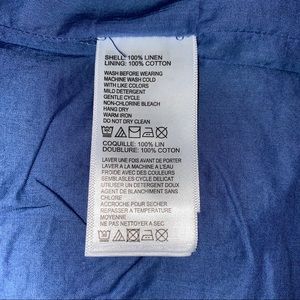 SHELL: 100% LINEN
LINING: 100% COTTON
WASH BEFORE WEARING
MACHINE WASH COLD
WITH LIKE COLORS
MILD DETERGENT
GENTLE CYCLE
NON-CHLORINE BLEACH
HANG DRY
WARM IRON
DO NOT DRY CLEAN
COQUILLE: 100% LIN
DOUBLURE: 100% COTON
LAVER UNE FOIS AVANT DE PORTER
LAVER A LA MACHINE A L'EAU
FROIDE AVEC DES COULEURS
SEMBLABLES CYCLE DELICAT
UTILISER UN DETERGENT DOUX
AGENT DE BLANCHIMENT SANS
CHLORE
ACCROCHE POUR SECHER
REPASSER A TEMPERATURE
MOYENNE
NE PAS NETTOYER A SEC